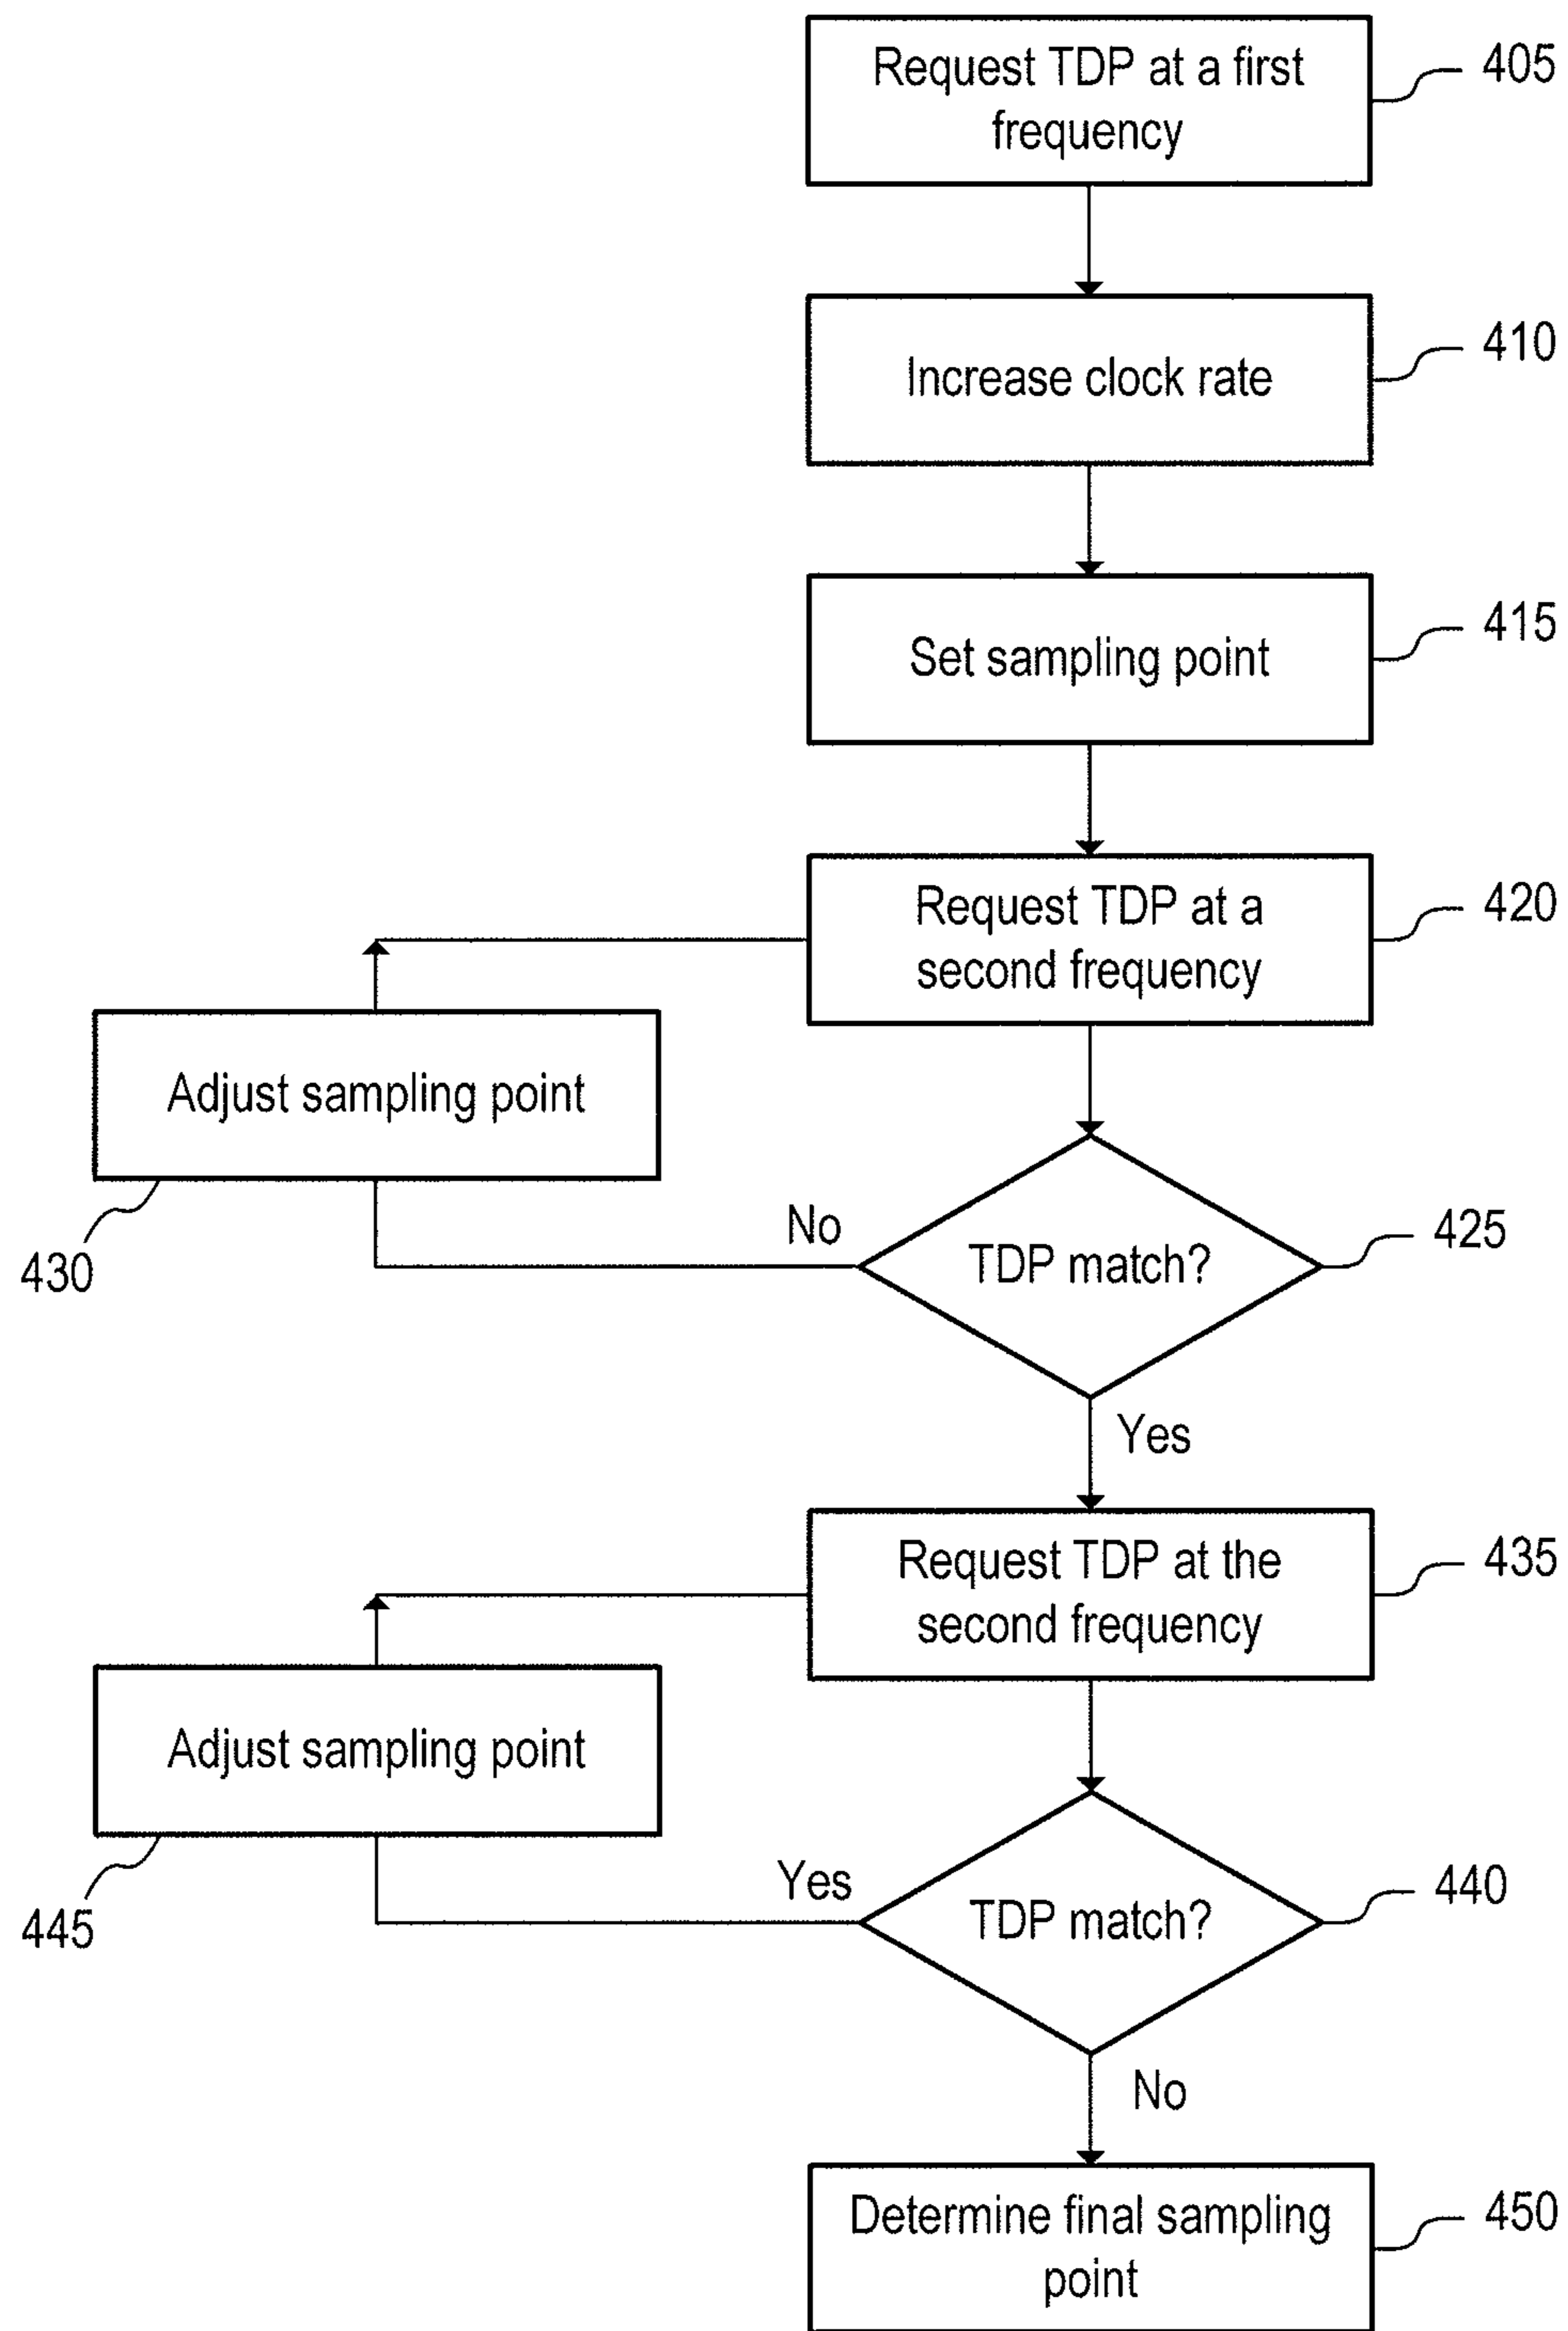 Request TDP at a first
frequency
405
Increase clock rate
410
Set sampling point
415
Request TDP at a
second frequency
420
Adjust sampling point
430
No
TDP match?
425
Yes
Request TDP at the
second frequency
435
Adjust sampling point
445
Yes
TDP match?
440
No
Determine final sampling
point
450